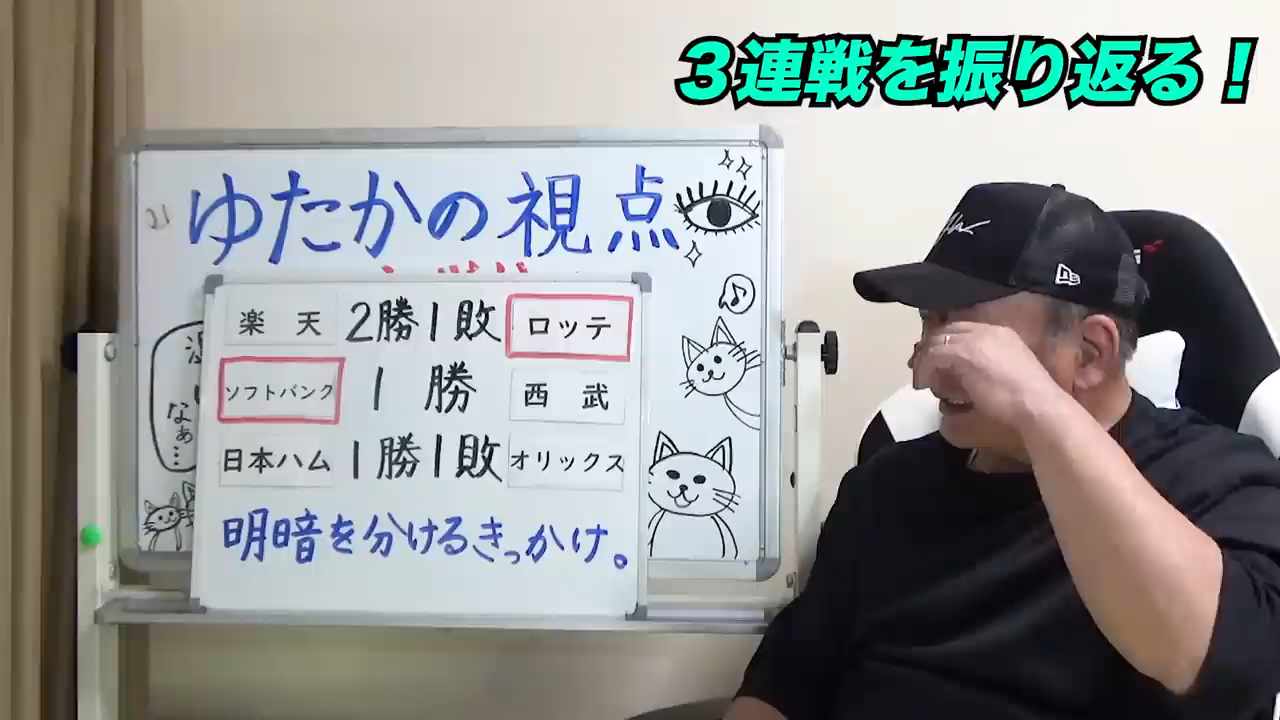 3連戦を振り返る!
ゆたかの視点
楽天 2勝1敗 ロッテ
ソフトバンク 1勝 西武
日本ハム 1勝1敗 オリックス
明暗を分けるきっかけ。
なぁ…